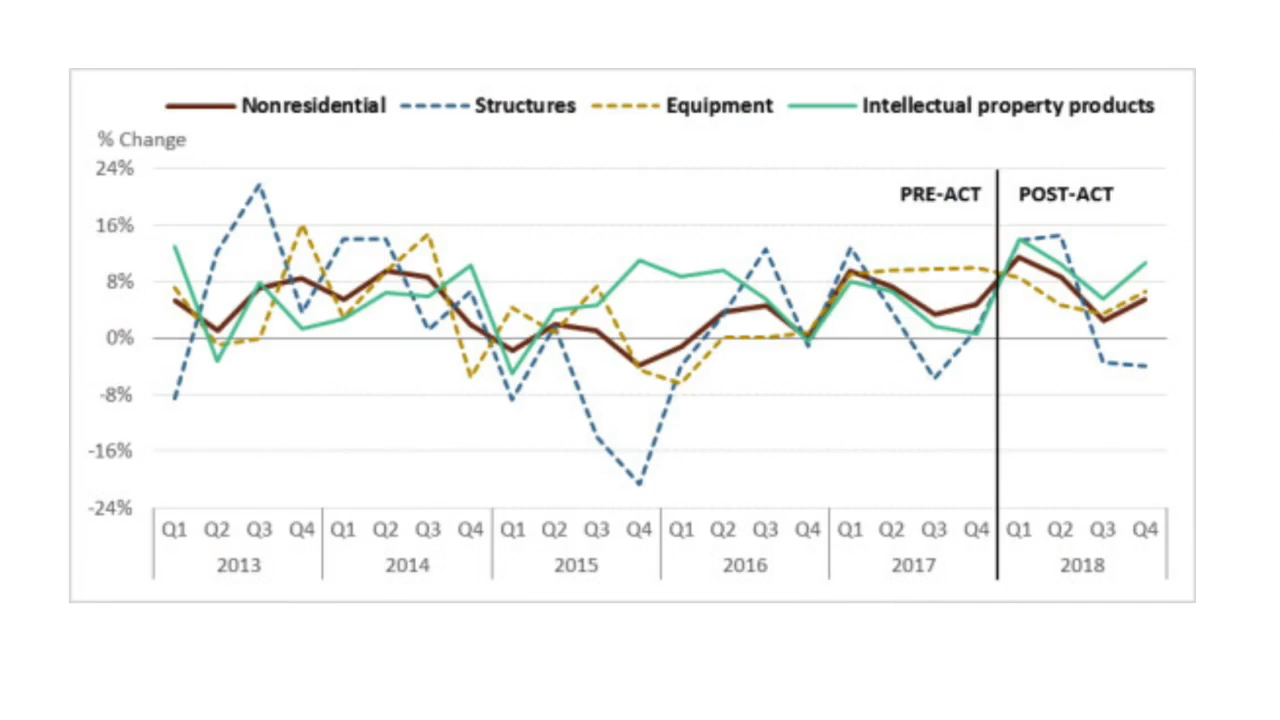 Nonresidential Structures Equipment Intellectual property products
% Change
24%
PRE-ACT POST-ACT
16%
8%
0%
-8%
-16%
-24%
Q1 Q2 Q3 Q4 Q1 Q2 Q3 Q4 Q1 Q2 Q3 Q4 Q1 Q2 Q3 Q4 Q1 Q2 Q3 Q4 Q1 Q2 Q3 Q4
2013 2014 2015 2016 2017 2018